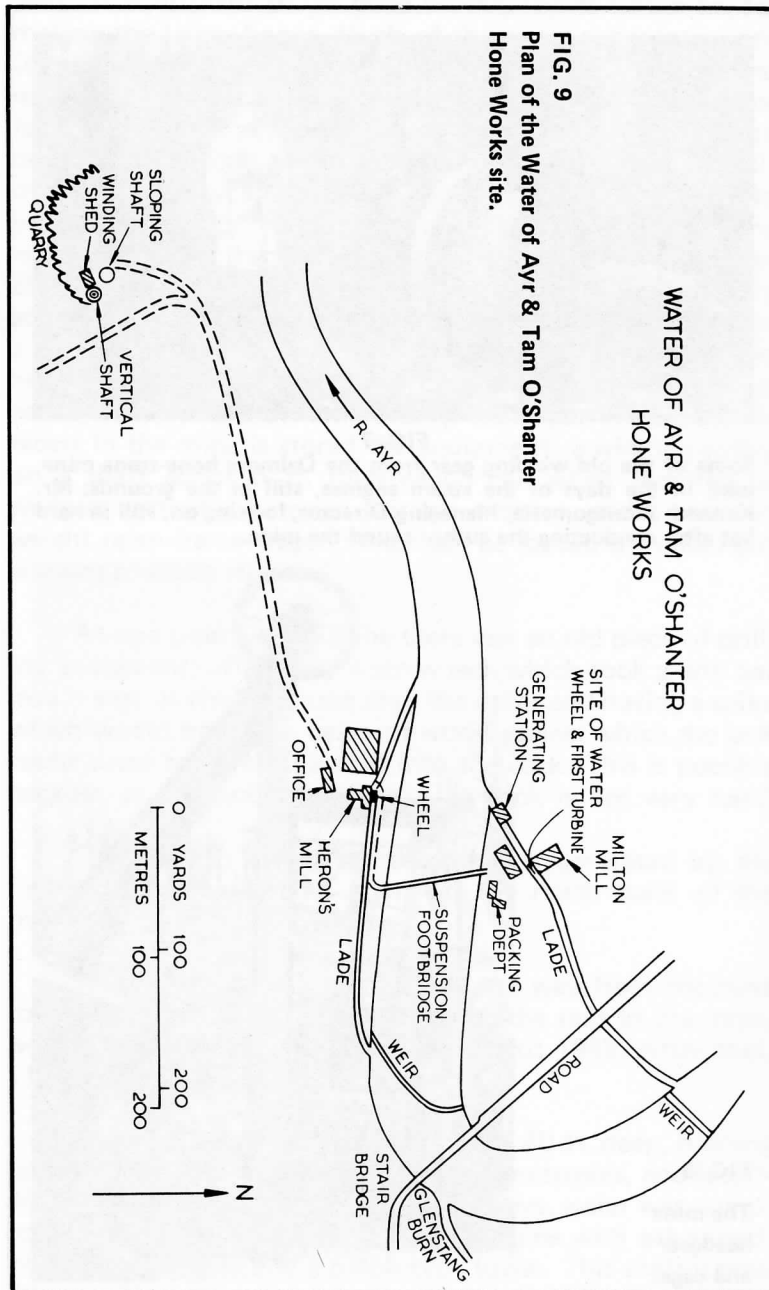 WATER OF AYR & TAM O'SHANTER
HONE WORKS
FIG. 9
Plan of the Water of Ayr & Tam O'Shanter
Hone Works site.
MILTON
MILL
SITE OF WATER
WHEEL & FIRST TURBINE
GENERATING
STATION
LADE
PACKING
DEPT
ROAD
WEIR
R. AYR
SUSPENSION
FOOTBRIDGE
WEIR
WHEEL
HERON'S
MILL
LADE
OFFICE
STAIR
BRIDGE
GLENSTANG
BURN
SLOPING
SHAFT
WINDING
SHED
QUARRY
VERTICAL
SHAFT
YARDS
0 100 200
METRES
100 200
N